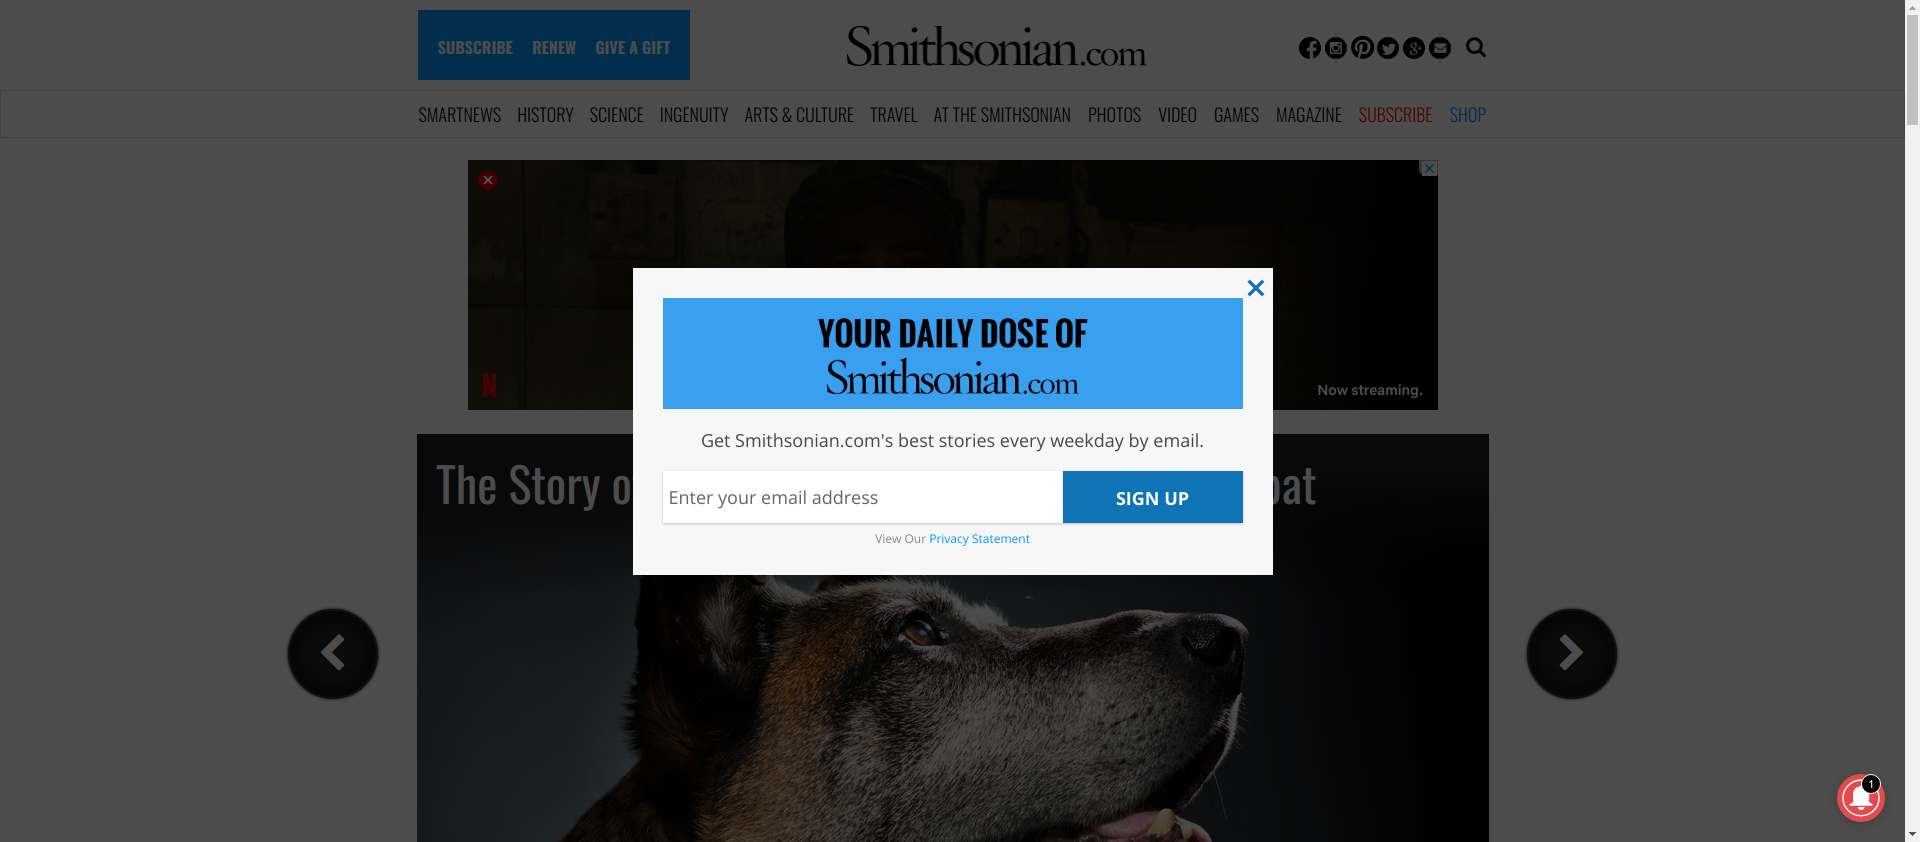 SUBSCRIBE RENEW GIVE A GIFT
Smithsonian.com
SMARTNEWS HISTORY SCIENCE INGENUITY ARTS & CULTURE TRAVEL AT THE SMITHSONIAN PHOTOS VIDEO GAMES MAGAZINE SUBSCRIBE SHOP
N
Now streaming.
YOUR DAILY DOSE OF
Smithsonian.com
Get Smithsonian.com's best stories every weekday by email.
Enter your email address SIGN UP
View Our Privacy Statement
The Story
1